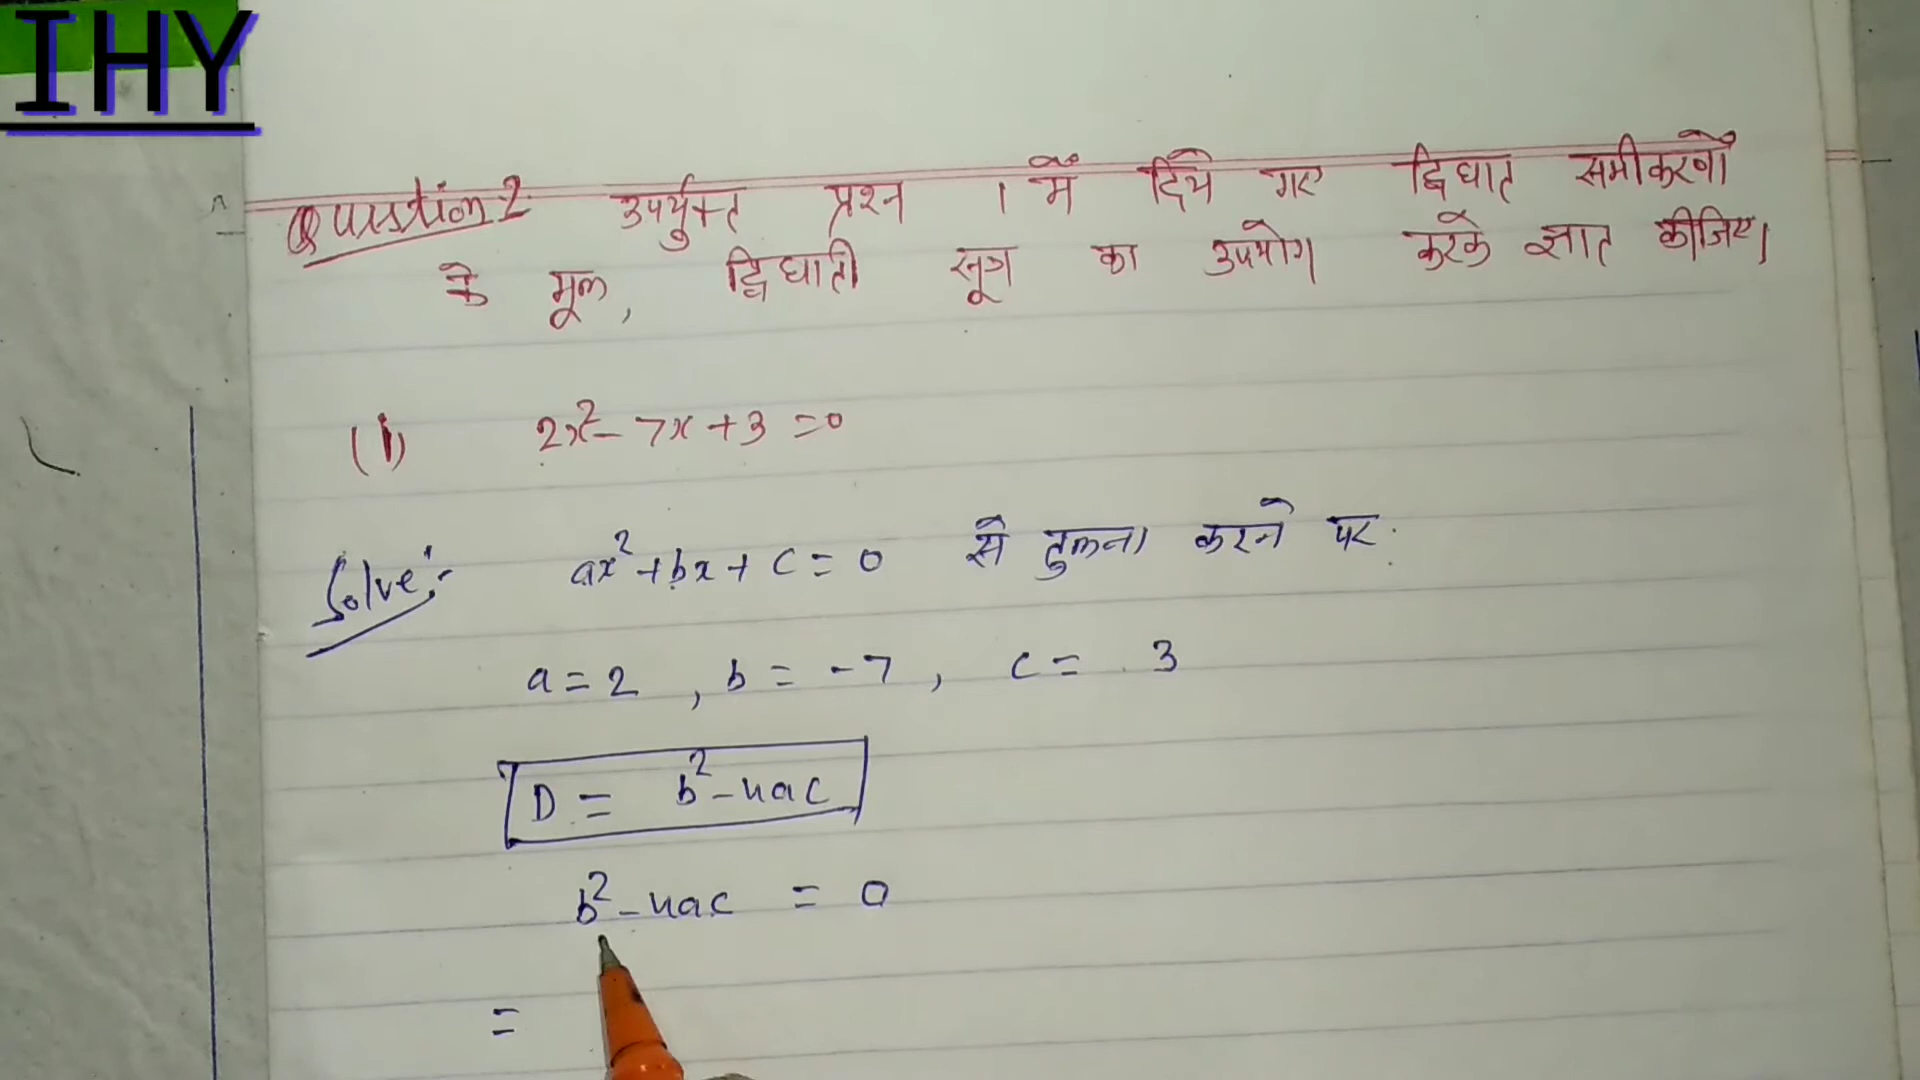 IHY
Question 2 उपर्युक्त प्रश्न 1 में दिये गए द्विघात समीकरणों
के मूल, द्विघाती सूत्र का उपयोग करके ज्ञात कीजिए।
(i) 2x²- 7x + 3 = 0
Solve:- ax² + bx + c = 0 से तुलना करने पर.
a = 2 , b = -7 , c = 3
D = b² - 4ac
b² - 4ac = 0
=